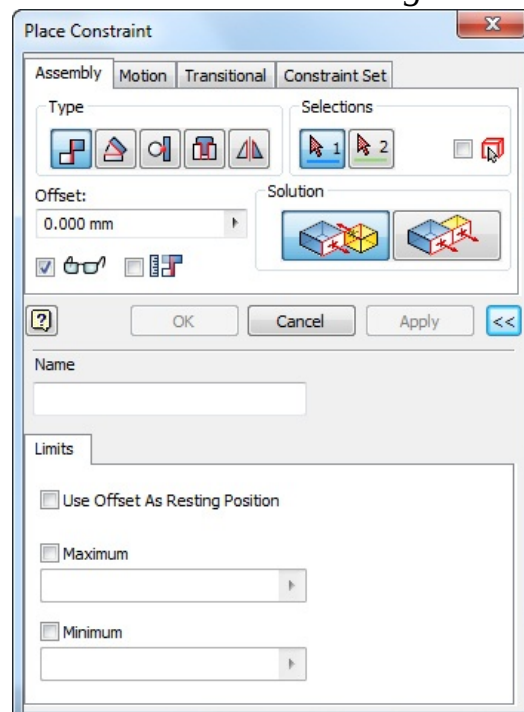 Place Constraint
x
Assembly Motion Transitional Constraint Set
Type Selections
1 2
Offset: Solution
0.000 mm
? OK Cancel Apply <<
Name
Limits
Use Offset As Resting Position
Maximum
Minimum